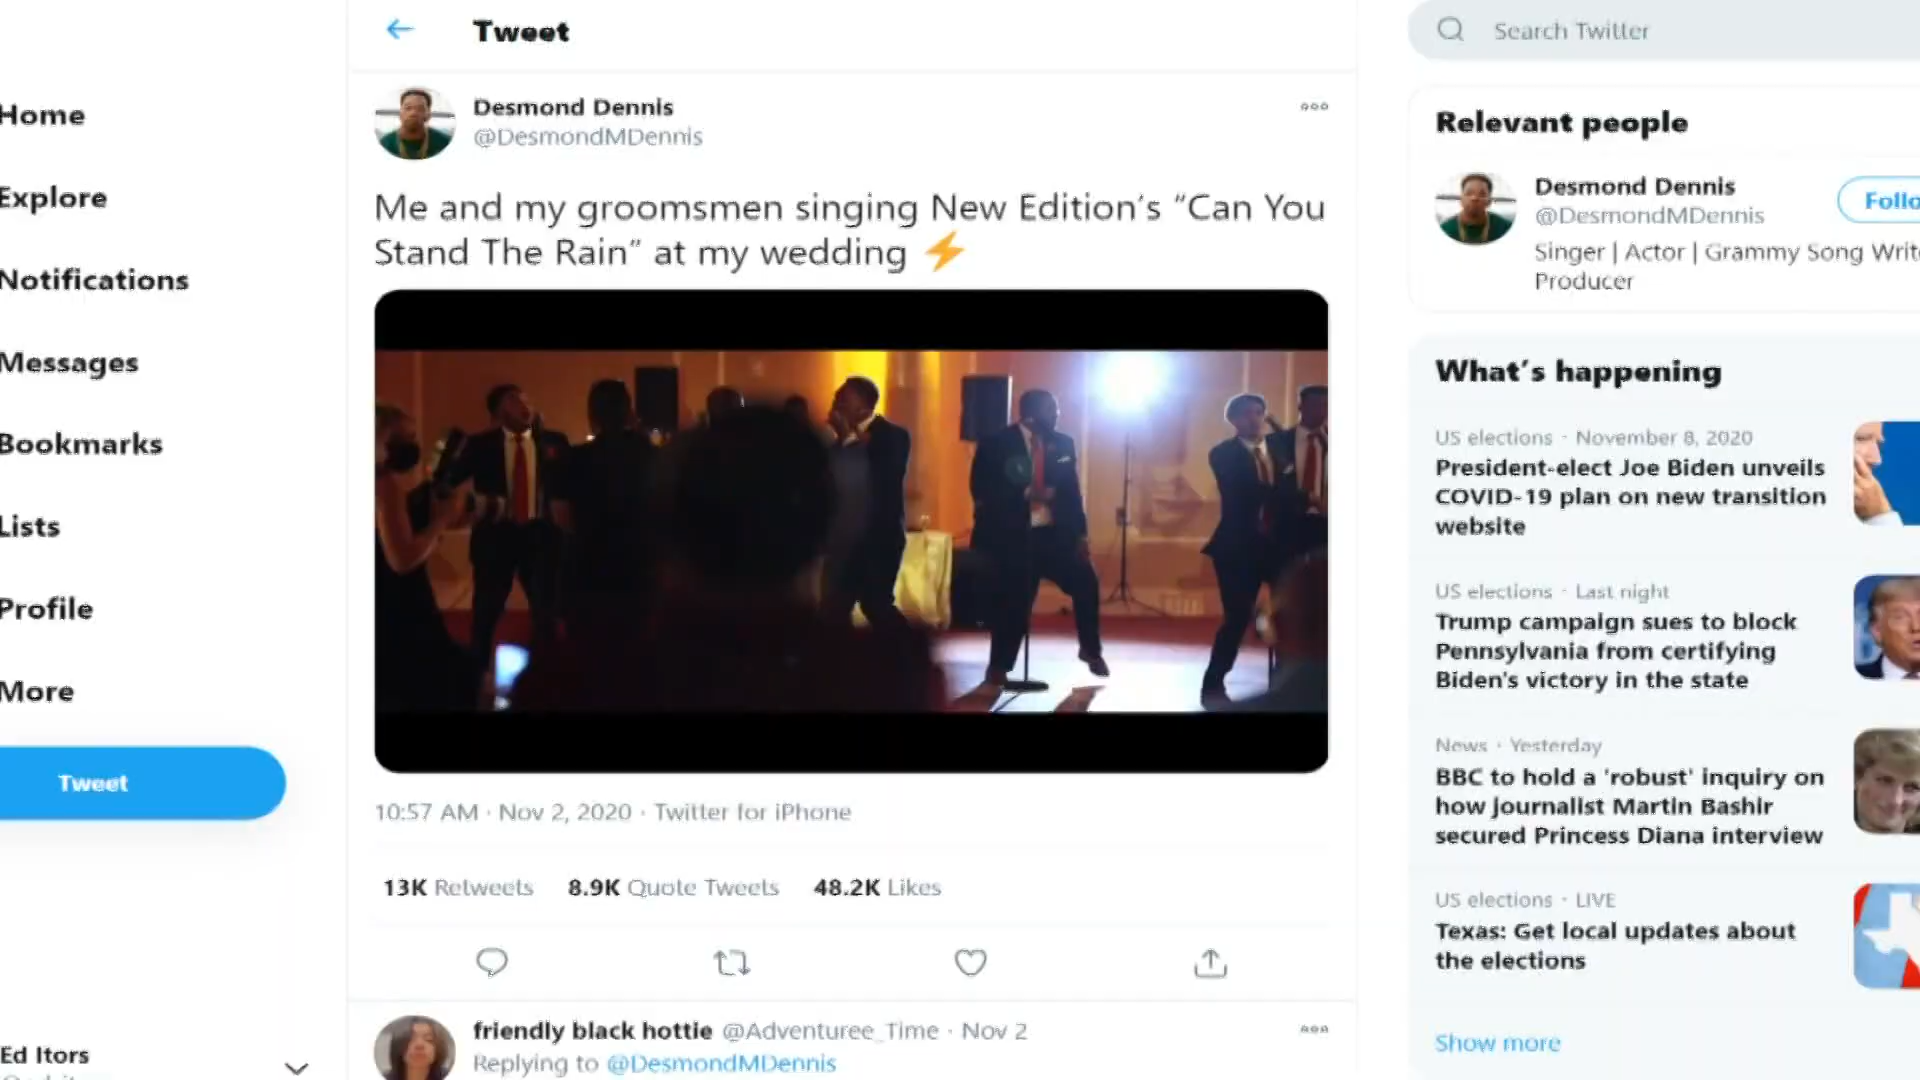 Home
Explore
Notifications
Messages
Bookmarks
Lists
Profile
More
Tweet
Ed Itors
Tweet
Desmond Dennis
@DesmondMDennis
Me and my groomsmen singing New Edition's "Can You
Stand The Rain" at my wedding ⚡
10:57 AM · Nov 2, 2020 · Twitter for iPhone
13K Retweets 8.9K Quote Tweets 48.2K Likes
friendly black hottie @Adventuree_Time · Nov 2
Replying to @DesmondMDennis
Search Twitter
Relevant people
Desmond Dennis
@DesmondMDennis
Follo
Singer | Actor | Grammy Song Write
Producer
What's happening
US elections · November 8, 2020
President-elect Joe Biden unveils
COVID-19 plan on new transition
website
US elections · Last night
Trump campaign sues to block
Pennsylvania from certifying
Biden's victory in the state
News · Yesterday
BBC to hold a 'robust' inquiry on
how journalist Martin Bashir
secured Princess Diana interview
US elections · LIVE
Texas: Get local updates about
the elections
Show more